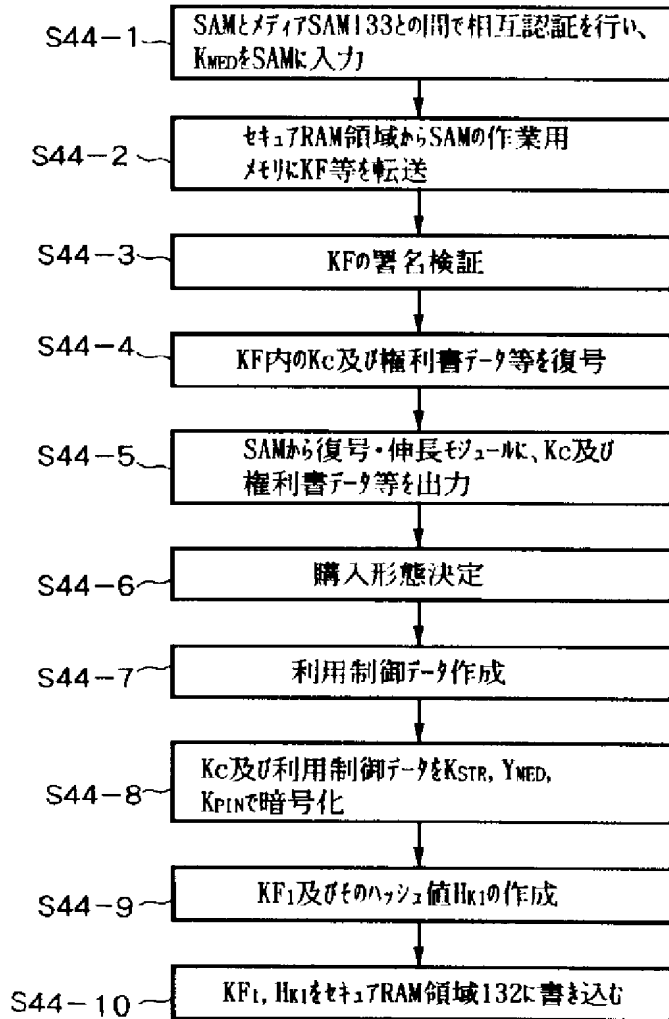 S44-1
SAMとメディアSAM133との間で相互認証を行い、
KMEDをSAMに入力
S44-2
セキュアRAM領域からSAMの作業用
メモリにKF等を転送
S44-3
KFの署名検証
S44-4
KF内のKc及び権利書データ等を復号
S44-5
SAMから復号・伸長モジュールに、Kc及び
権利書データ等を出力
S44-6
購入形態決定
S44-7
利用制御データ作成
S44-8
Kc及び利用制御データをKSTR, YMED,
KPINで暗号化
S44-9
KF1及びそのハッシュ値HK1の作成
S44-10
KF1, HK1をセキュアRAM領域132に書き込む